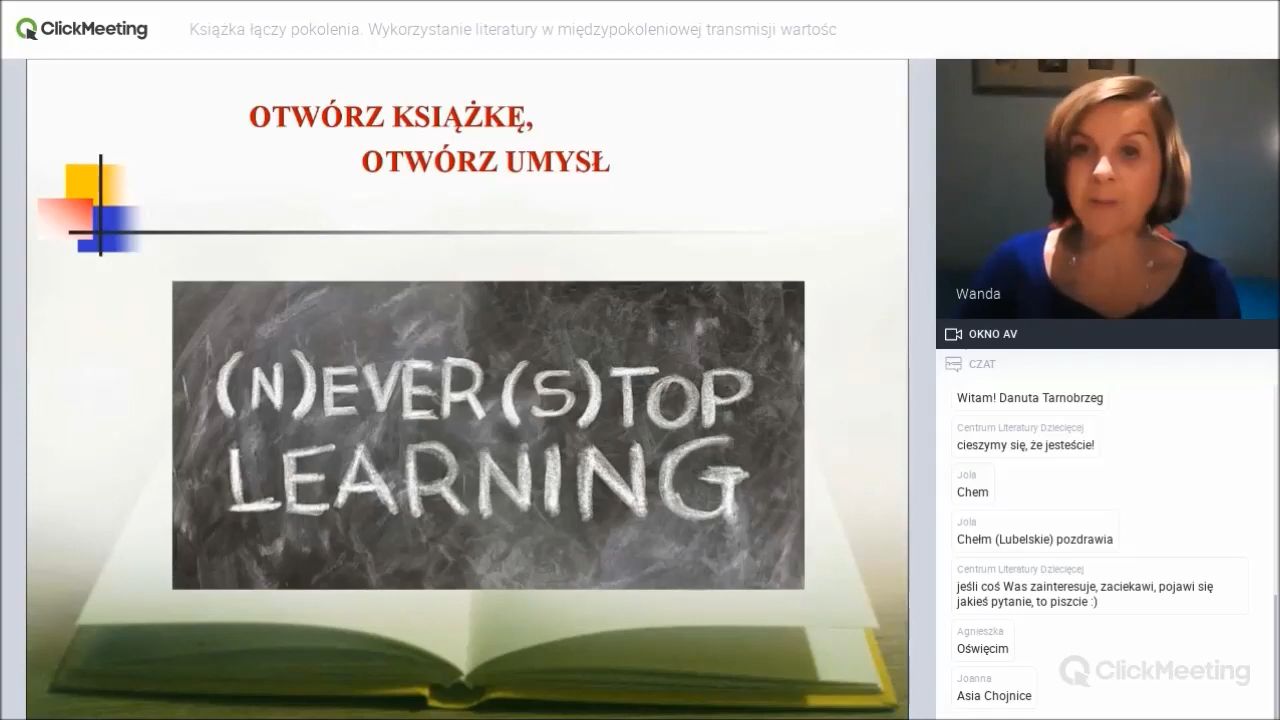 ClickMeeting
Książka łączy pokolenia. Wykorzystanie literatury w międzypokoleniowej transmisji wartośc
OTWÓRZ KSIĄŻKĘ,
OTWÓRZ UMYSŁ
(N)EVER (S)TOP
LEARNING
Wanda
OKNO AV
CZAT
Witam! Danuta Tarnobrzeg
Centrum Literatury Dziecięcej
cieszymy się, że jesteście!
Jola
Chem
Jola
Chełm (Lubelskie) pozdrawia
Centrum Literatury Dziecięcej
jeśli coś Was zainteresuje, zaciekawi, pojawi się
jakieś pytanie, to piszcie :)
Agnieszka
Oświęcim
Joanna
Asia Chojnice
ClickMeeting